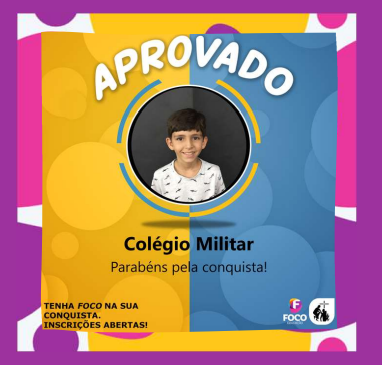 APROVADO
Colégio Militar
Parabéns pela conquista!
TENHA FOCO NA SUA
CONQUISTA.
INSCRIÇÕES ABERTAS!
FOCO